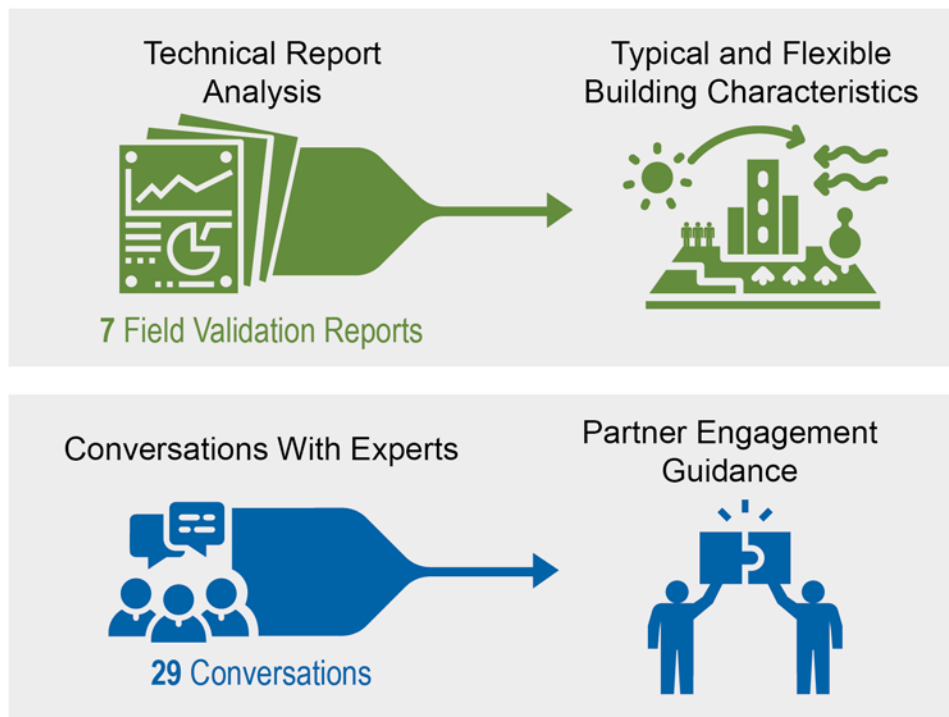 Technical Report
Analysis
Typical and Flexible
Building Characteristics
7 Field Validation Reports
Conversations With Experts
Partner Engagement
Guidance
29 Conversations